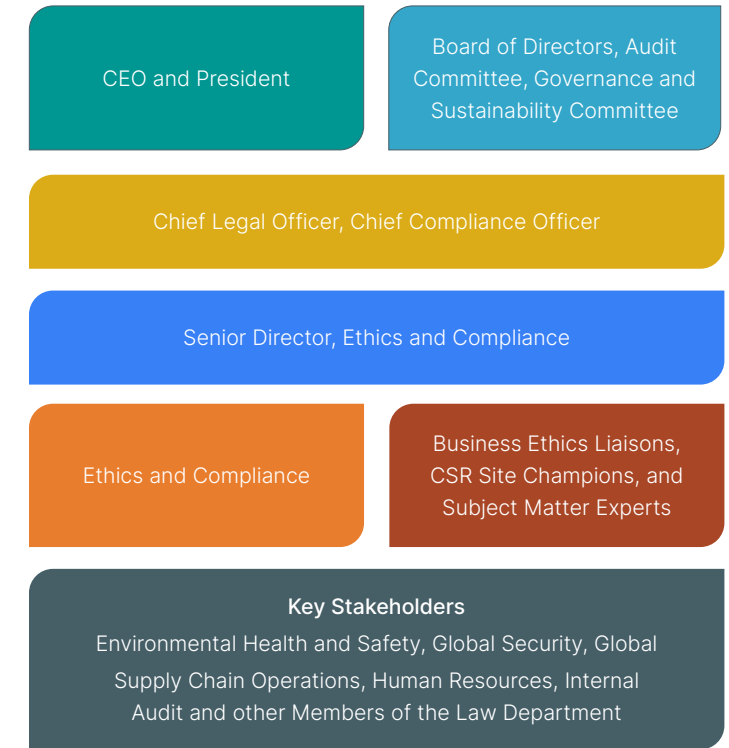 CEO and President
Board of Directors, Audit
Committee, Governance and
Sustainability Committee
Chief Legal Officer, Chief Compliance Officer
Senior Director, Ethics and Compliance
Ethics and Compliance
Business Ethics Liaisons,
CSR Site Champions, and
Subject Matter Experts
Key Stakeholders
Environmental Health and Safety, Global Security, Global
Supply Chain Operations, Human Resources, Internal
Audit and other Members of the Law Department